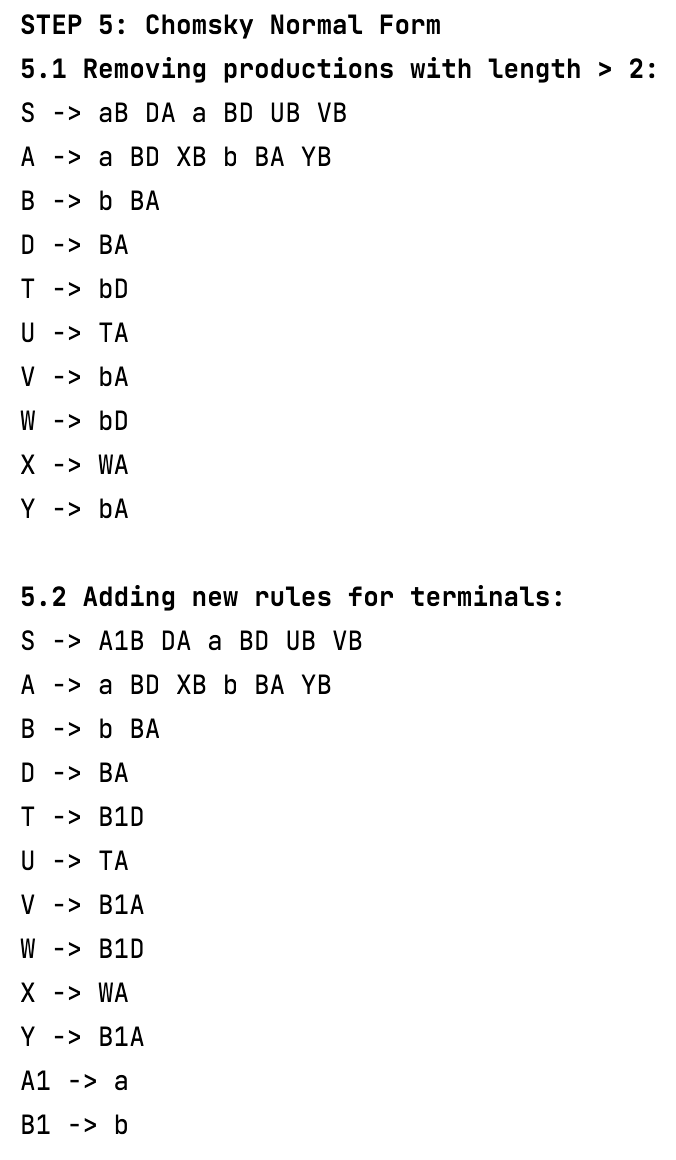 STEP 5: Chomsky Normal Form
5.1 Removing productions with length > 2:
S -> aB DA a BD UB VB
A -> a BD XB b BA YB
B -> b BA
D -> BA
T -> bD
U -> TA
V -> bA
W -> bD
X -> WA
Y -> bA
5.2 Adding new rules for terminals:
S -> A1B DA a BD UB VB
A -> a BD XB b BA YB
B -> b BA
D -> BA
T -> B1D
U -> TA
V -> B1A
W -> B1D
X -> WA
Y -> B1A
A1 -> a
B1 -> b